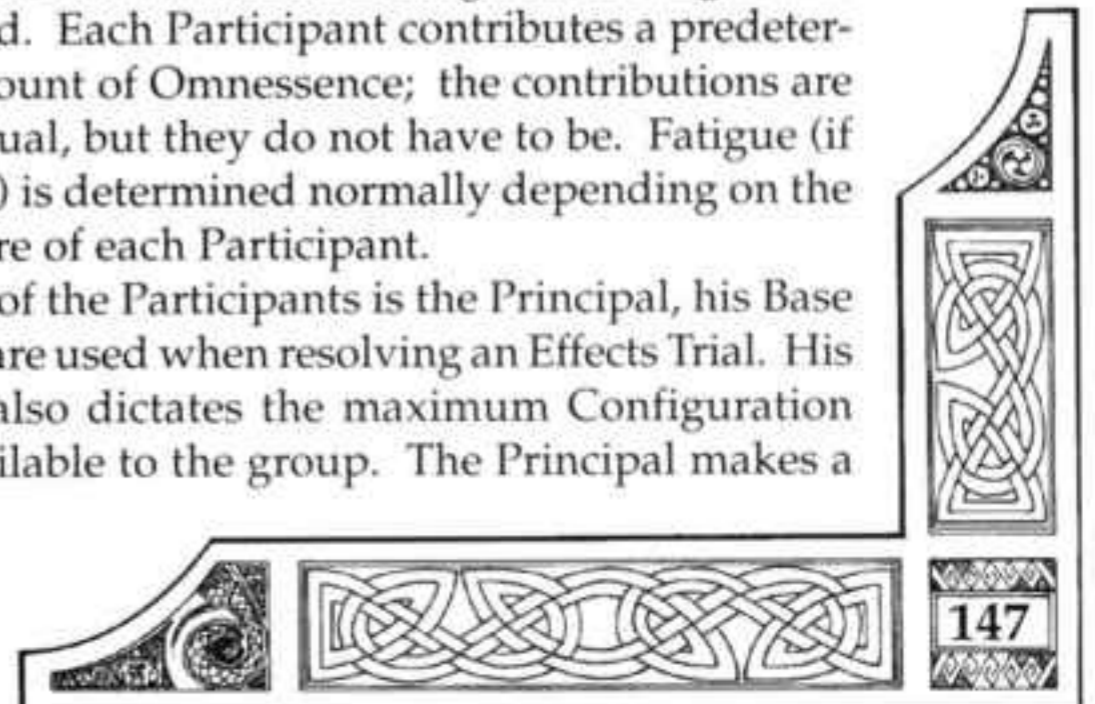 d. Each Participant contributes a predeter-
ount of Omnessence; the contributions are
ual, but they do not have to be. Fatigue (if
) is determined normally depending on the
re of each Participant.
of the Participants is the Principal, his Base
are used when resolving an Effects Trial. His
also dictates the maximum Configuration
ilable to the group. The Principal makes a
147